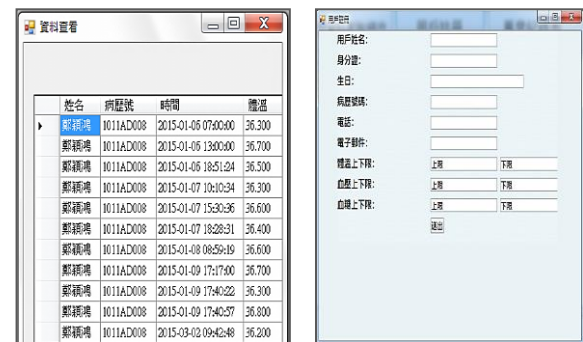 資料查看
姓名 病歷號 時間 體溫
鄭穎鴻 1011AD008 2015-01-06 07:00:00 36.300
鄭穎鴻 1011AD008 2015-01-06 13:00:00 36.700
鄭穎鴻 1011AD008 2015-01-06 18:51:24 36.500
鄭穎鴻 1011AD008 2015-01-07 10:10:34 36.300
鄭穎鴻 1011AD008 2015-01-07 15:30:36 36.600
鄭穎鴻 1011AD008 2015-01-07 18:28:31 36.400
鄭穎鴻 1011AD008 2015-01-08 08:59:19 36.600
鄭穎鴻 1011AD008 2015-01-09 17:17:00 36.700
鄭穎鴻 1011AD008 2015-01-09 17:40:22 36.300
鄭穎鴻 1011AD008 2015-01-09 17:40:57 36.800
鄭穎鴻 1011AD008 2015-03-02 09:42:48 36.200
用戶註冊
用戶姓名:
身分證:
生日:
病歷號碼:
電話:
電子郵件:
體溫上下限: 上限 下限
血壓上下限: 上限 下限
血糖上下限: 上限 下限
送出